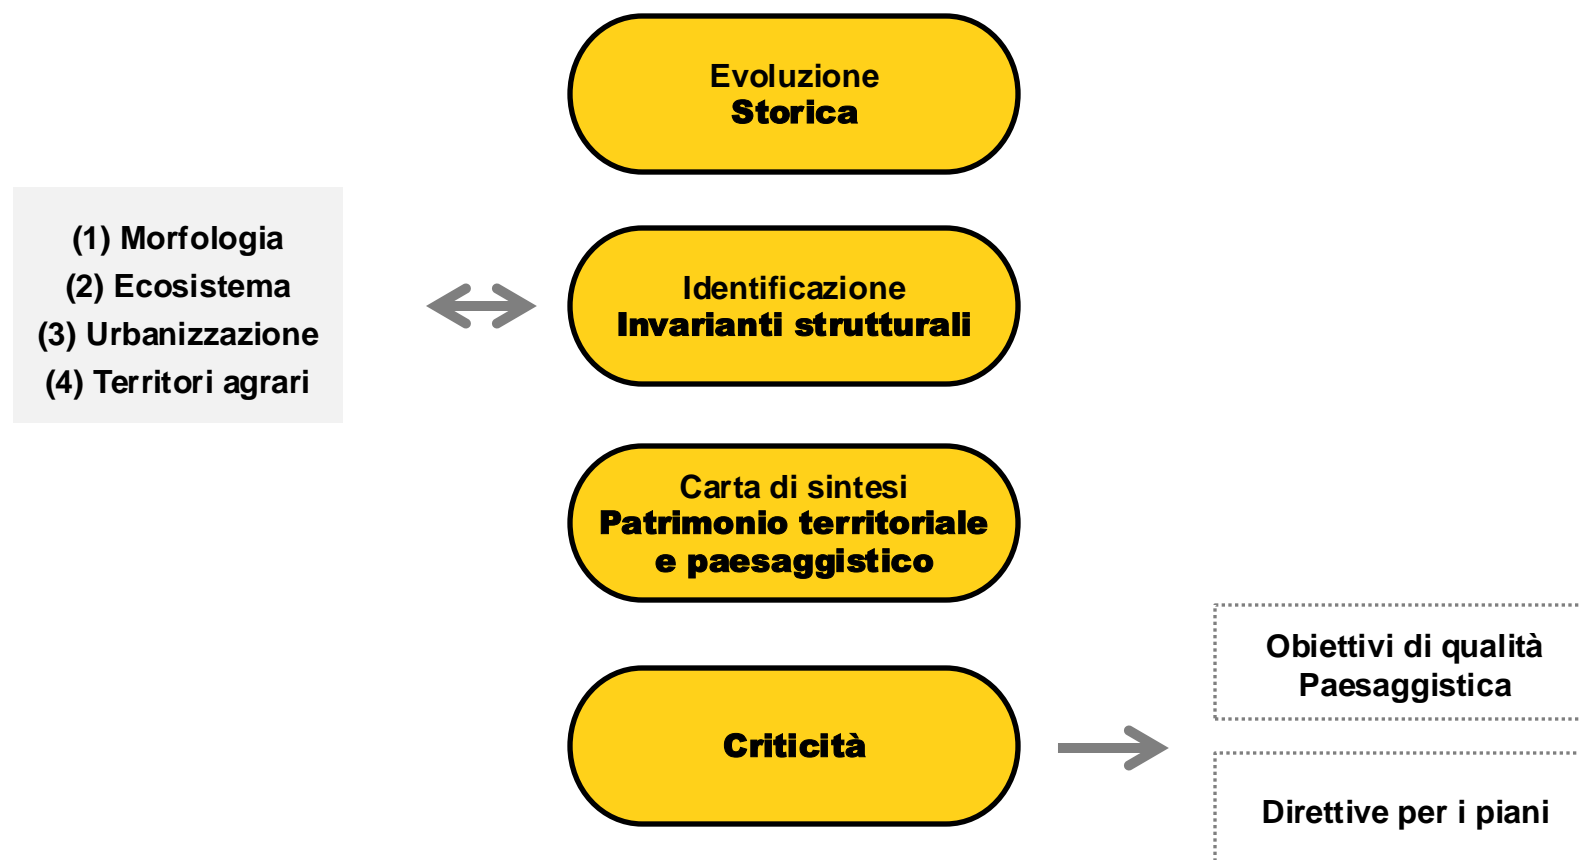 Evoluzione
Storica
(1) Morfologia
(2) Ecosistema
(3) Urbanizzazione
(4) Territori agrari
Identificazione
Invarianti strutturali
Carta di sintesi
Patrimonio territoriale
e paesaggistico
Criticità
Obiettivi di qualità
Paesaggistica
Direttive per i piani